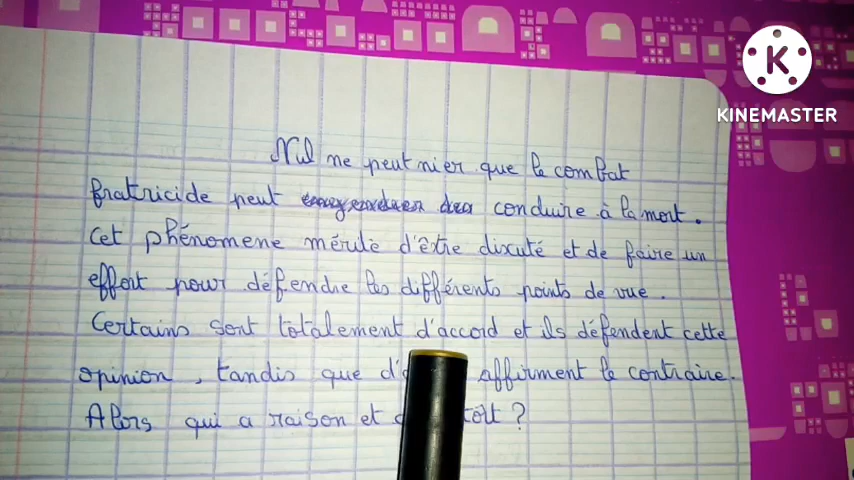 Nul ne peut nier que le combat
fratricide peut conduire à la mort.
Cet phénomene mérite d'être dixcuté et de faire un
effort pour défendre les différents points de vue.
Certains sont totalement d'accord et ils défendent cette
opinion, tandis que affirment le contraire.
Alors qui a raison et tort ?
K
KINEMASTER